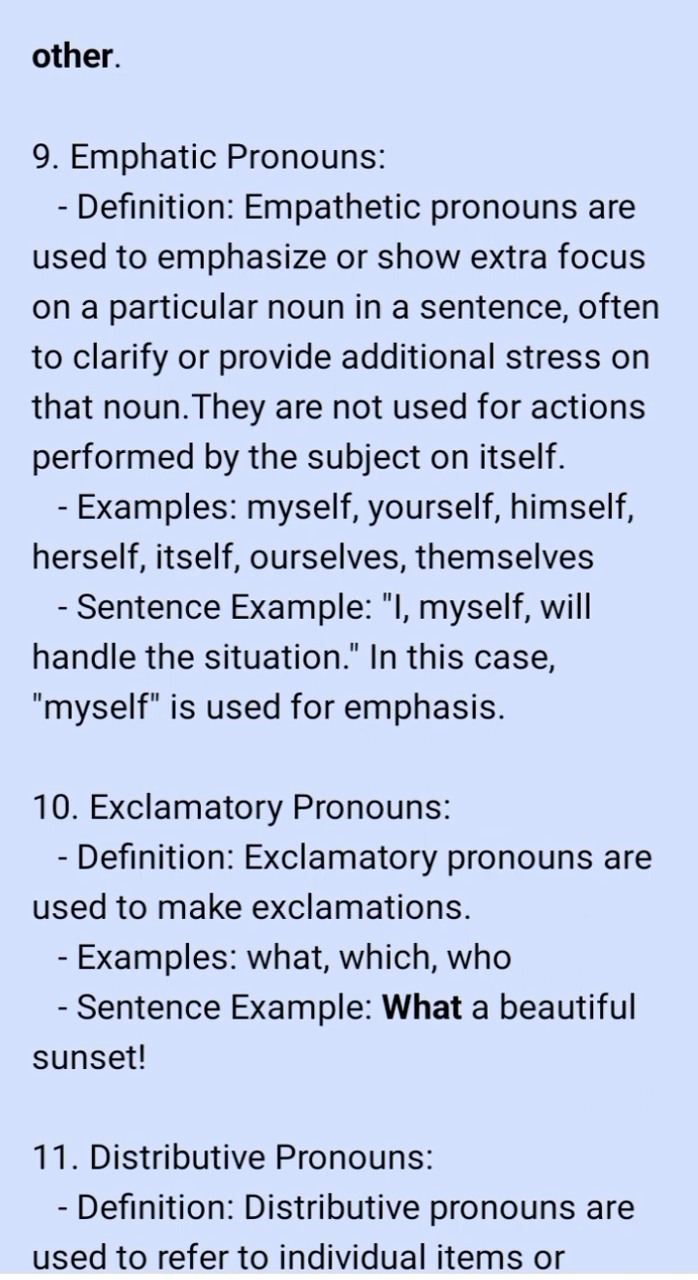 other.
9. Emphatic Pronouns:
- Definition: Empathetic pronouns are
used to emphasize or show extra focus
on a particular noun in a sentence, often
to clarify or provide additional stress on
that noun.They are not used for actions
performed by the subject on itself.
- Examples: myself, yourself, himself,
herself, itself, ourselves, themselves
- Sentence Example: "I, myself, will
handle the situation." In this case,
"myself" is used for emphasis.
10. Exclamatory Pronouns:
- Definition: Exclamatory pronouns are
used to make exclamations.
- Examples: what, which, who
- Sentence Example: What a beautiful
sunset!
11. Distributive Pronouns:
- Definition: Distributive pronouns are
used to refer to individual items or